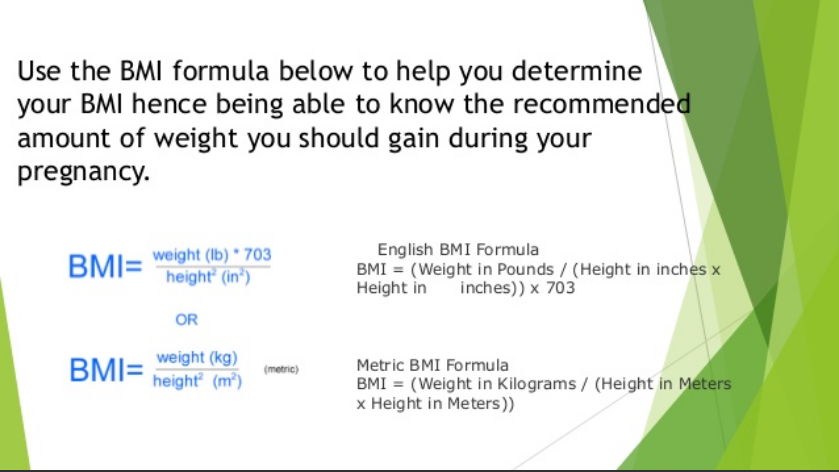 Use the BMI formula below to help you determine
your BMI hence being able to know the recommended
amount of weight you should gain during your
pregnancy.
BMI= weight (lb) * 703
height² (in²)
OR
BMI= weight (kg)
height² (m²)
(metric)
English BMI Formula
BMI = (Weight in Pounds / (Height in inches x
Height in inches)) x 703
Metric BMI Formula
BMI = (Weight in Kilograms / (Height in Meters
x Height in Meters))